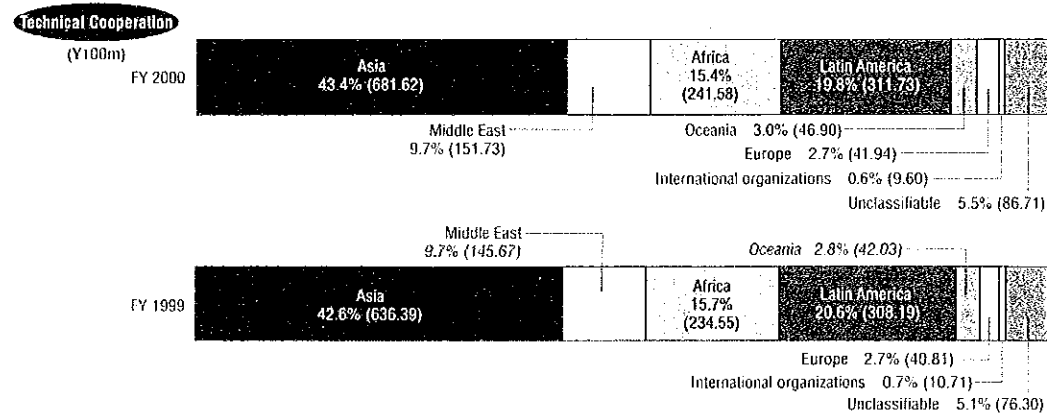 Technical Cooperation
(Y100m)
FY 2000
Asia
43.4% (681.62)
Africa
15.4%
(241.58)
Latin America
19.8% (311.73)
Middle East
9.7% (151.73)
Oceania 3.0% (46.90)
Europe 2.7% (41.94)
International organizations 0.6% (9.60)
Unclassifiable 5.5% (86.71)
Middle East
9.7% (145.67)
Oceania 2.8% (42.03)
FY 1999
Asia
42.6% (636.39)
Africa
15.7%
(234.55)
Latin America
20.6% (308.19)
Europe 2.7% (40.81)
International organizations 0.7% (10.71)
Unclassifiable 5.1% (76.30)